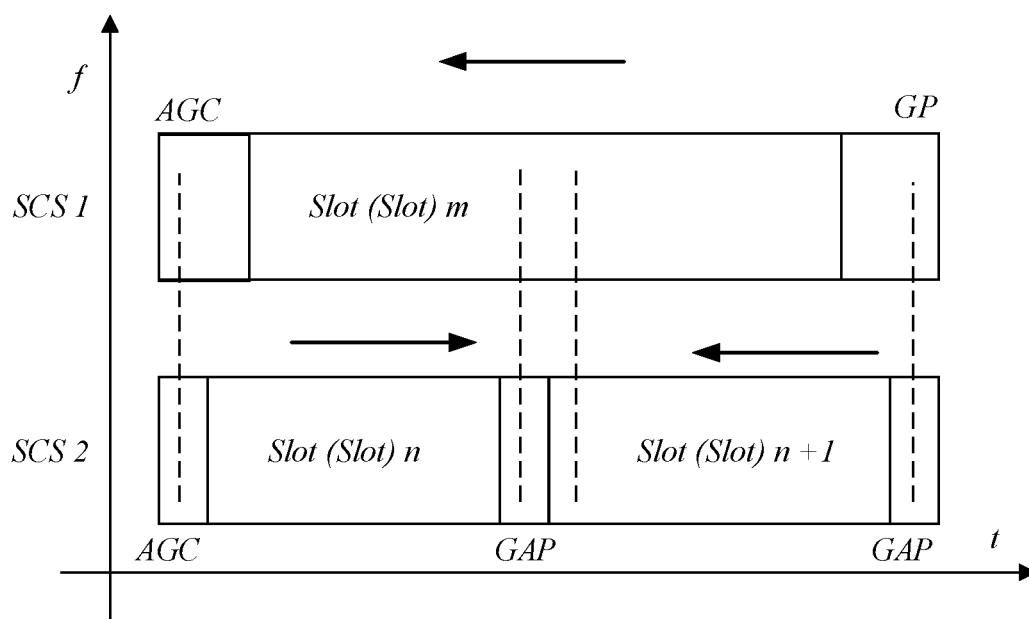 f
AGC
GP
SCS 1
Slot (Slot) m
SCS 2
Slot (Slot) n
Slot (Slot) n +1
AGC
GAP
GAP
t